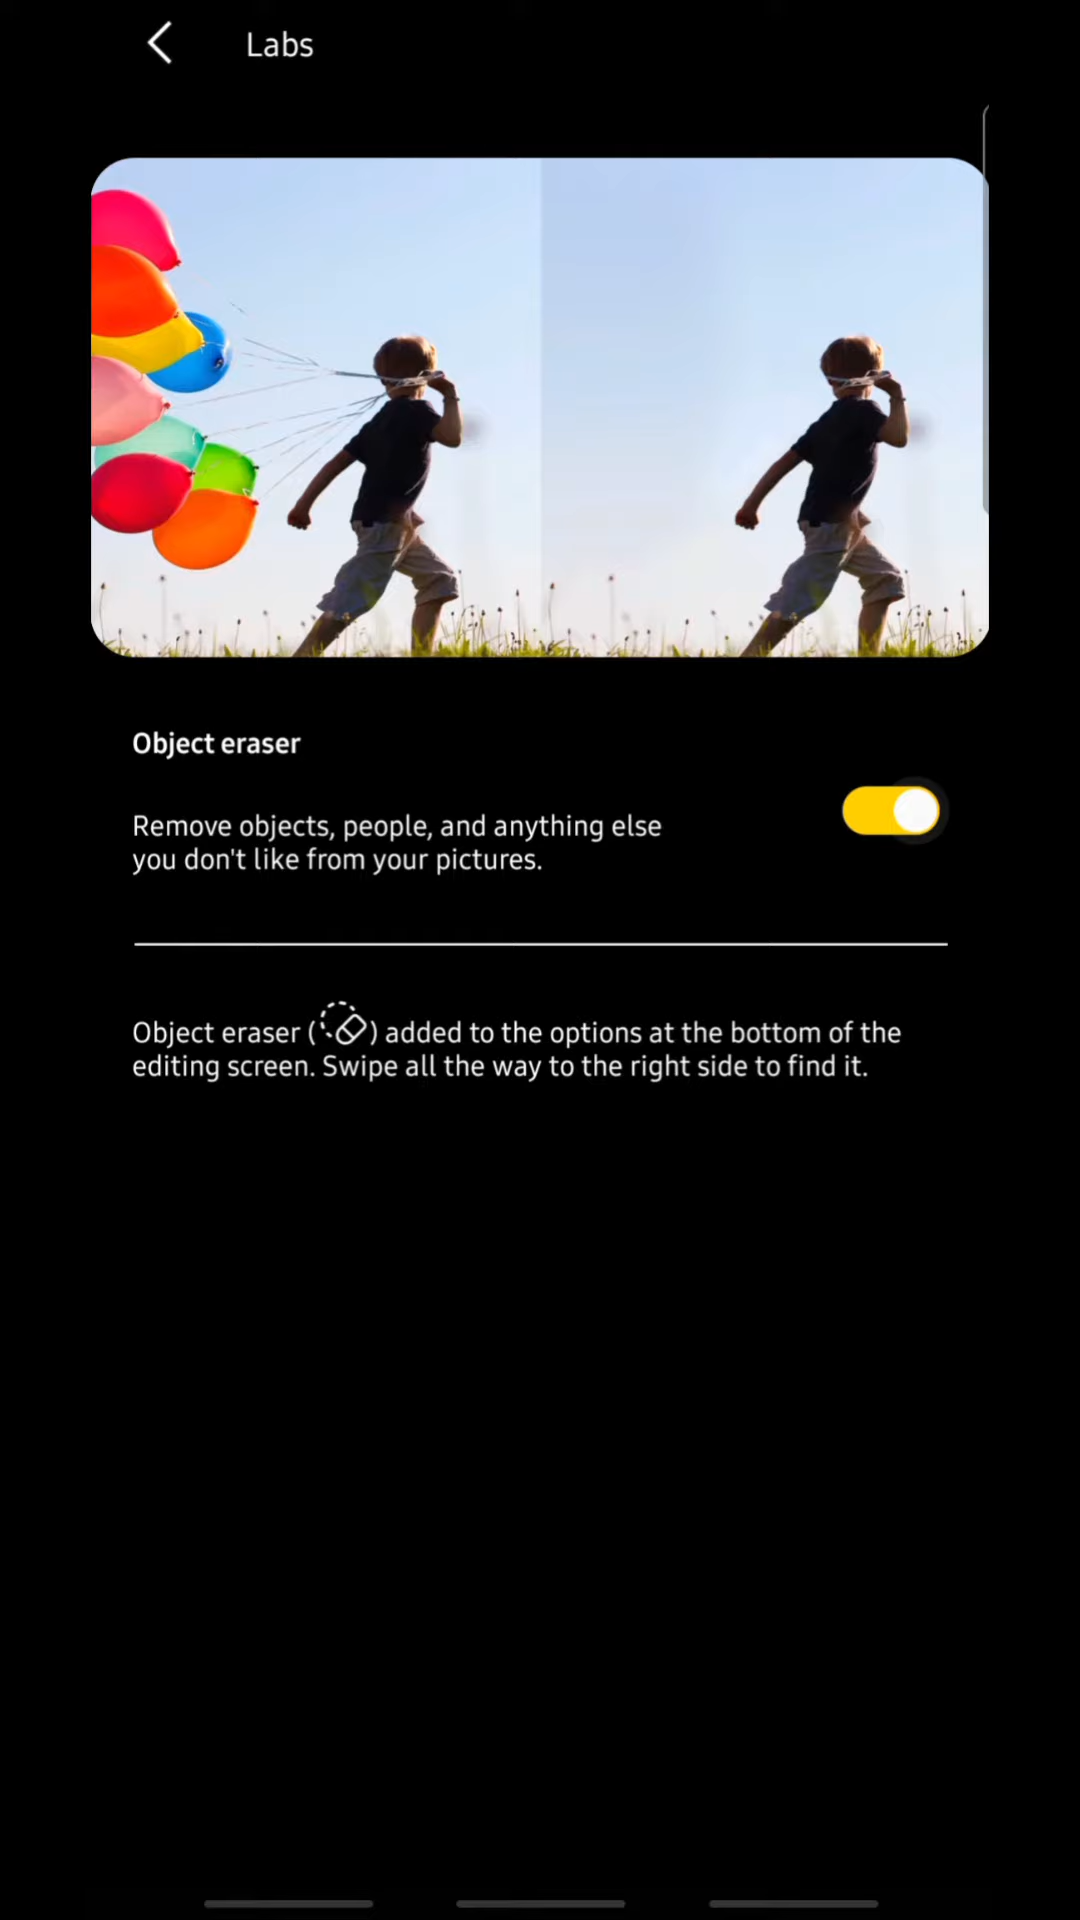 Labs
Object eraser
Remove objects, people, and anything else
you don't like from your pictures.
Object eraser ( ) added to the options at the bottom of the
editing screen. Swipe all the way to the right side to find it.